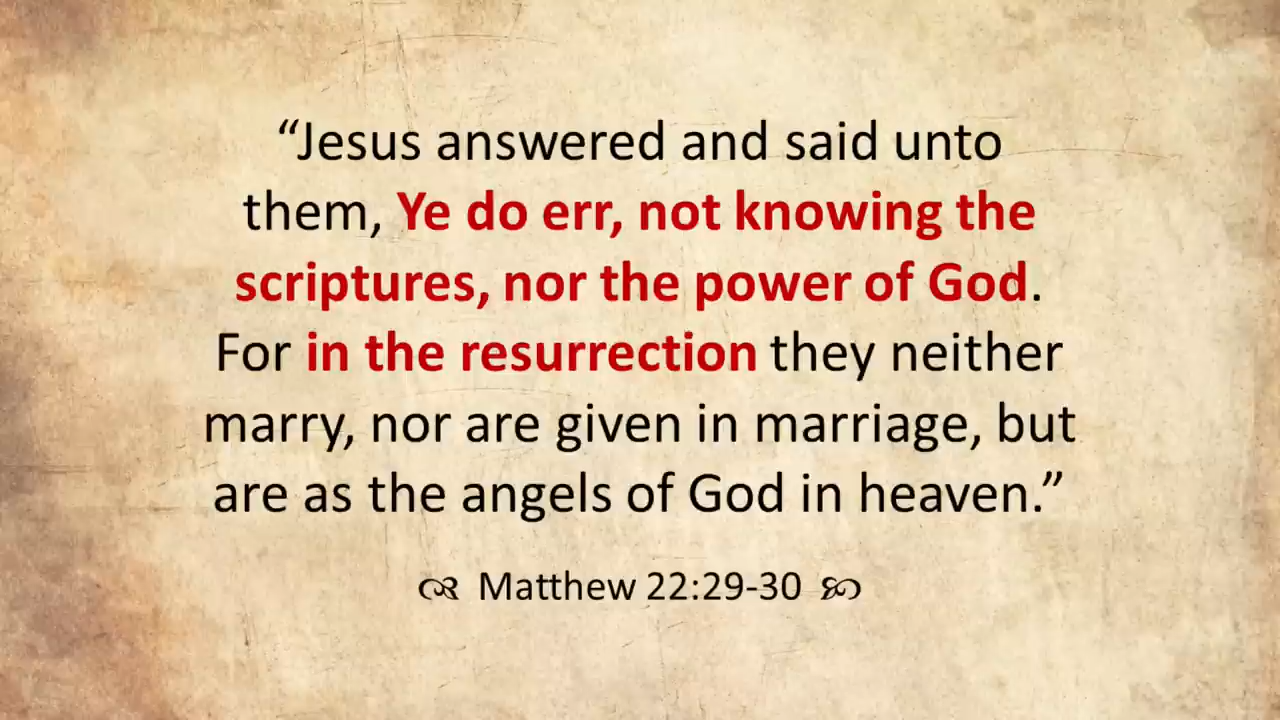 “Jesus answered and said unto
them, Ye do err, not knowing the
scriptures, nor the power of God.
For in the resurrection they neither
marry, nor are given in marriage, but
are as the angels of God in heaven.”
Matthew 22:29-30